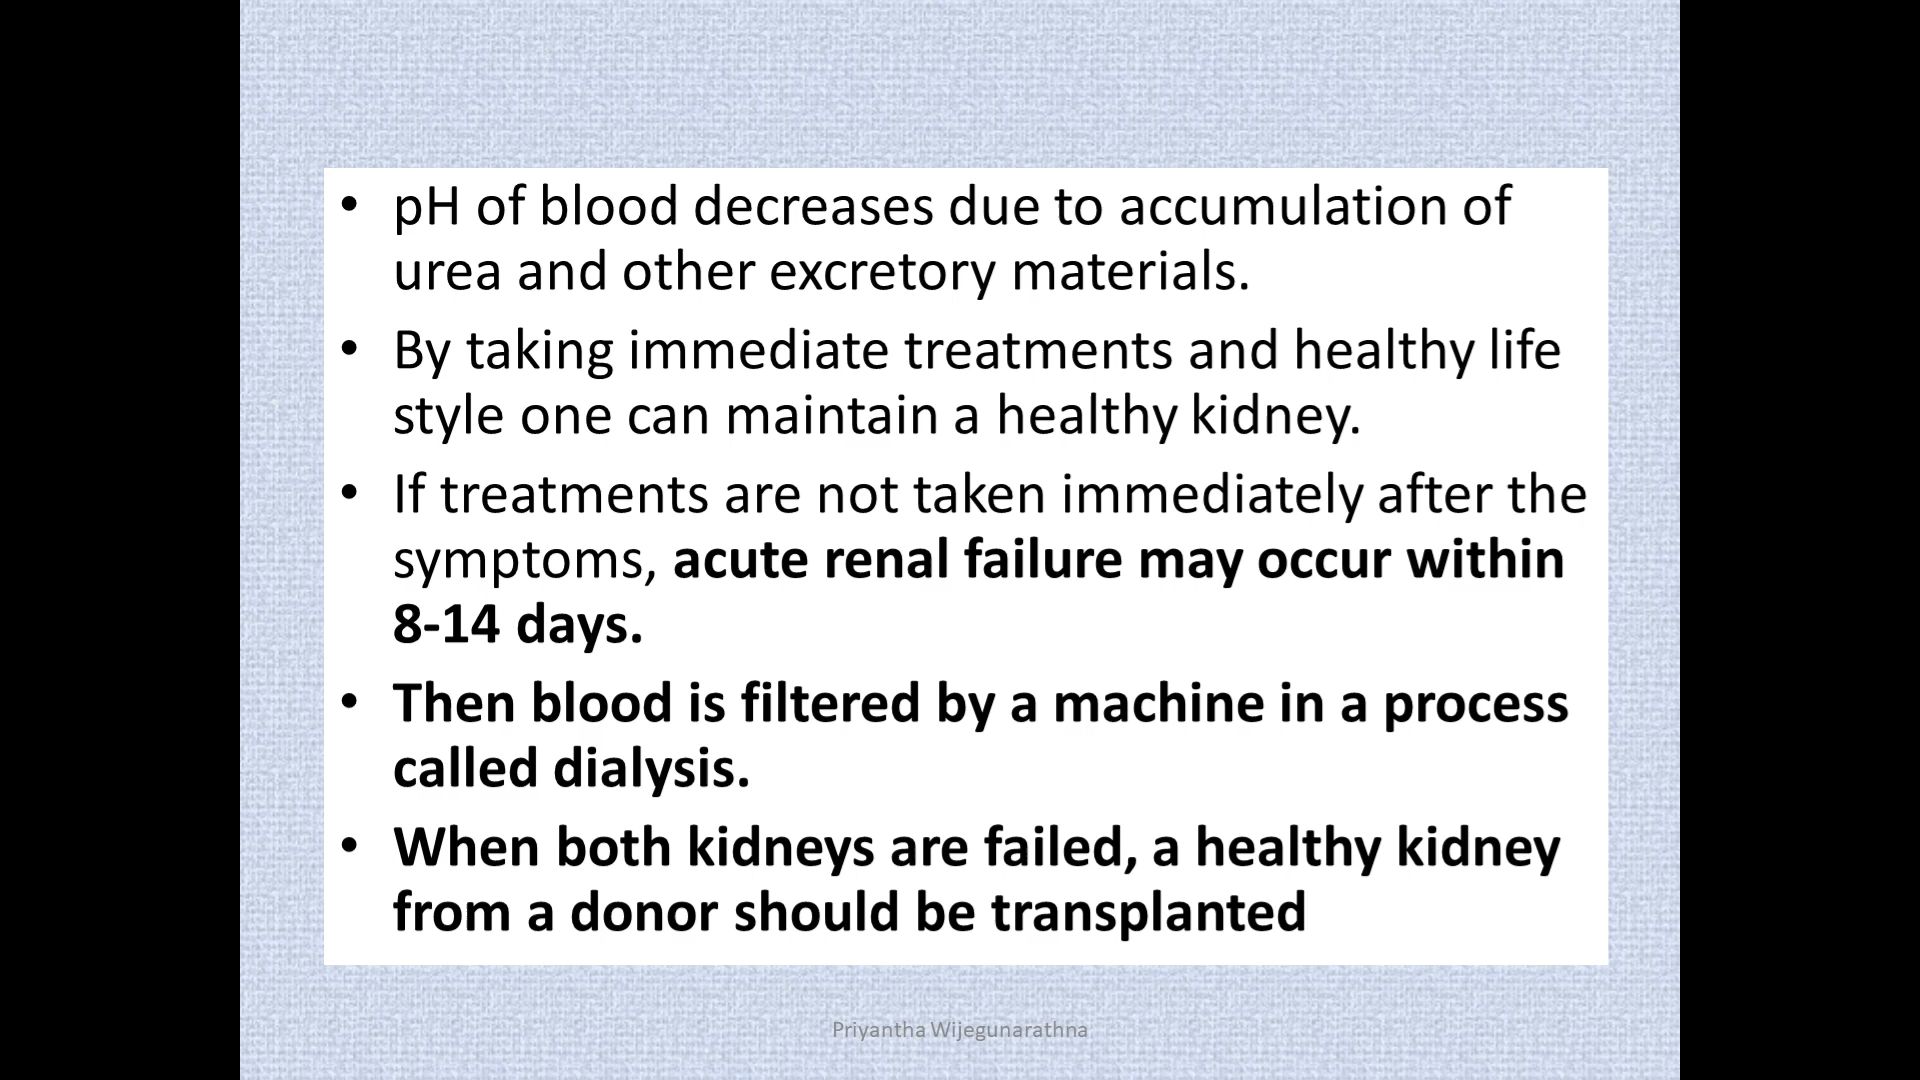 • pH of blood decreases due to accumulation of
urea and other excretory materials.
• By taking immediate treatments and healthy life
style one can maintain a healthy kidney.
• If treatments are not taken immediately after the
symptoms, acute renal failure may occur within
8-14 days.
• Then blood is filtered by a machine in a process
called dialysis.
• When both kidneys are failed, a healthy kidney
from a donor should be transplanted
Priyantha Wijegunarathna